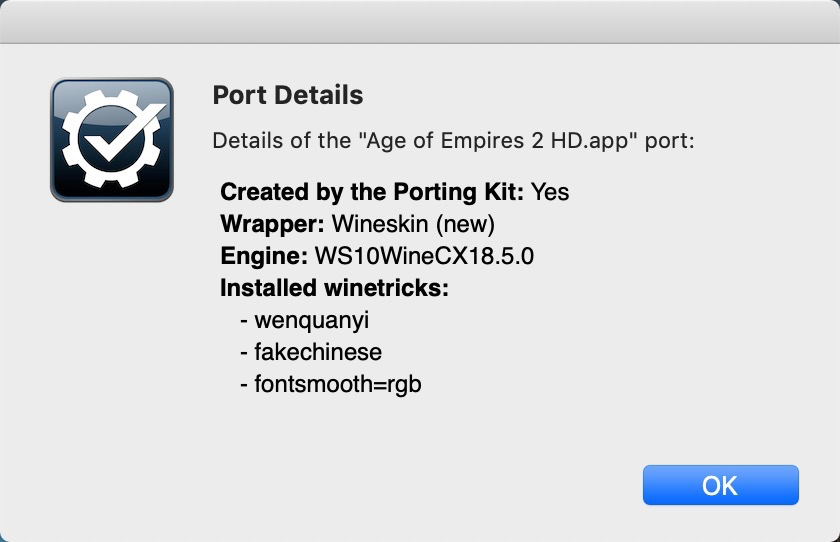 Port Details
Details of the "Age of Empires 2 HD.app" port:
Created by the Porting Kit: Yes
Wrapper: Wineskin (new)
Engine: WS10WineCX18.5.0
Installed winetricks:
- wenquanyi
- fakechinese
- fontsmooth=rgb
OK